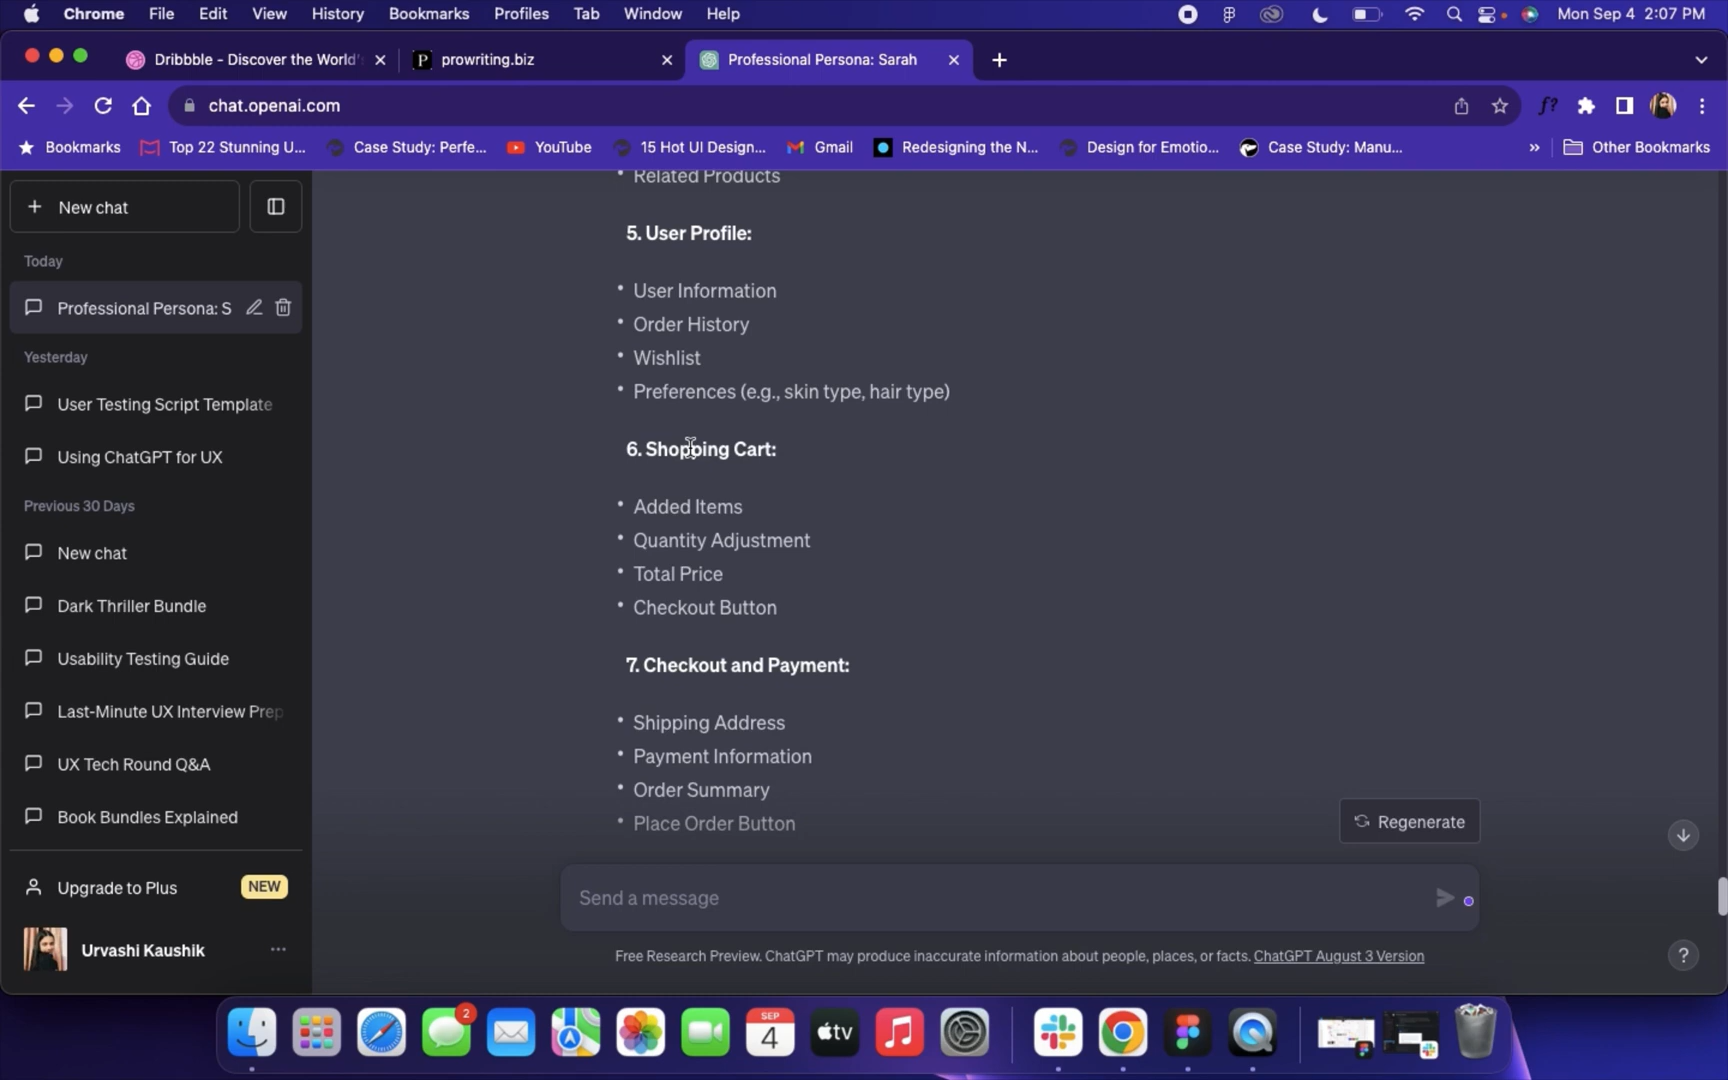 Chrome File Edit View History Bookmarks Profiles Tab Window Help Mon Sep 4 2:07 PM
Dribbble - Discover the World' prowriting.biz Professional Persona: Sarah
chat.openai.com
Bookmarks Top 22 Stunning U... Case Study: Perfe... YouTube 15 Hot UI Design... Gmail Redesigning the N... Design for Emotio... Case Study: Manu... » Other Bookmarks
+ New chat
Today
Professional Persona: S
Yesterday
User Testing Script Template
Using ChatGPT for UX
Previous 30 Days
New chat
Dark Thriller Bundle
Usability Testing Guide
Last-Minute UX Interview Prep
UX Tech Round Q&A
Book Bundles Explained
Upgrade to Plus NEW
Urvashi Kaushik
• Related Products
5. User Profile:
• User Information
• Order History
• Wishlist
• Preferences (e.g., skin type, hair type)
6. Shopping Cart:
• Added Items
• Quantity Adjustment
• Total Price
• Checkout Button
7. Checkout and Payment:
• Shipping Address
• Payment Information
• Order Summary
• Place Order Button
Regenerate
Send a message
Free Research Preview. ChatGPT may produce inaccurate information about people, places, or facts. ChatGPT August 3 Version
?
2
SEP
4
tv